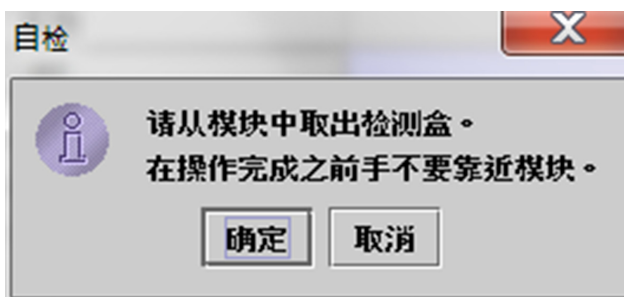 自检
请从模块中取出检测盒。
在操作完成之前手不要靠近模块。
确定
取消